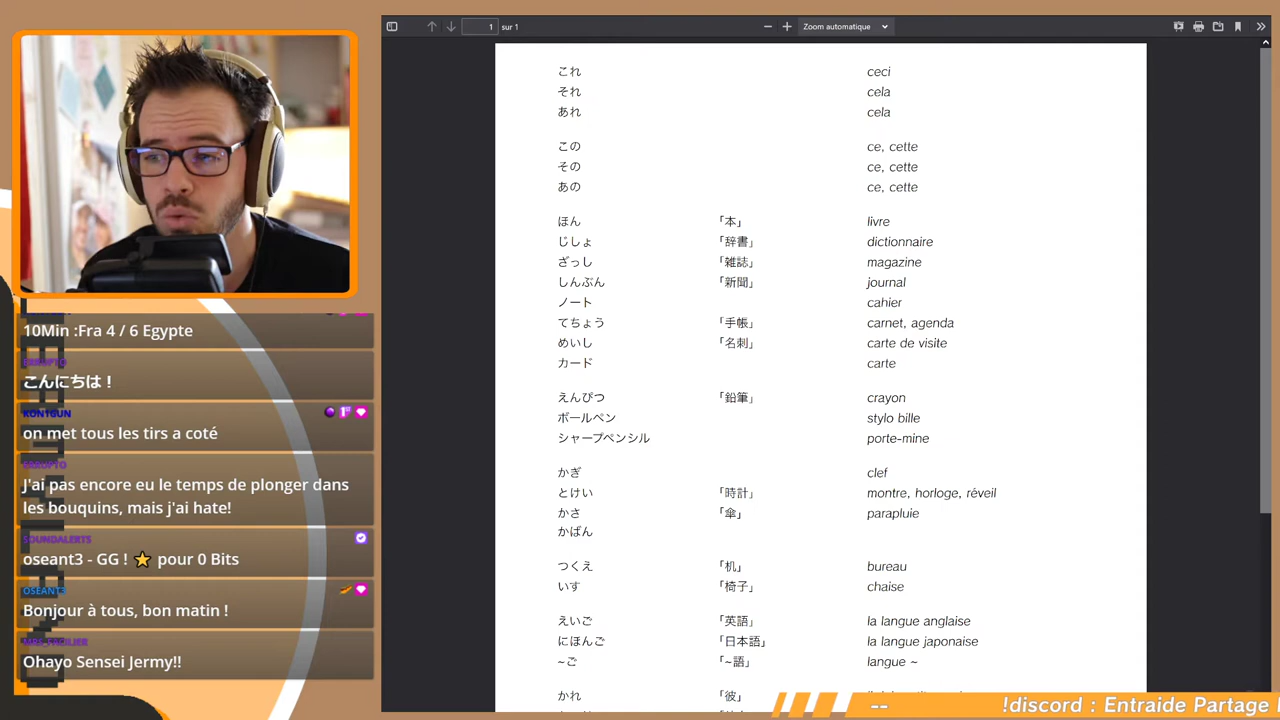 1 sur 1
Zoom automatique
これ ceci
それ cela
あれ cela
この ce, cette
その ce, cette
あの ce, cette
ほん 「本」 livre
じしょ 「辞書」 dictionnaire
ざっし 「雑誌」 magazine
しんぶん 「新聞」 journal
ノート cahier
てちょう 「手帳」 carnet, agenda
めいし 「名刺」 carte de visite
カード carte
えんぴつ 「鉛筆」 crayon
ボールペン stylo bille
シャープペンシル porte-mine
かぎ clef
とけい 「時計」 montre, horloge, réveil
かさ 「傘」 parapluie
かばん
つくえ 「机」 bureau
いす 「椅子」 chaise
えいご 「英語」 la langue anglaise
にほんご 「日本語」 la langue japonaise
~ご 「~語」 langue ~
かれ 「彼」
10Min :Fra 4 / 6 Egypte
こんにちは !
KON1GUN
on met tous les tirs a coté
J'ai pas encore eu le temps de plonger dans
les bouquins, mais j'ai hate!
SOUNDALERTS
oseant3 - GG ! ⭐ pour 0 Bits
OSEANT3
Bonjour à tous, bon matin !
Ohayo Sensei Jermy!!
-- !discord : Entraide Partage